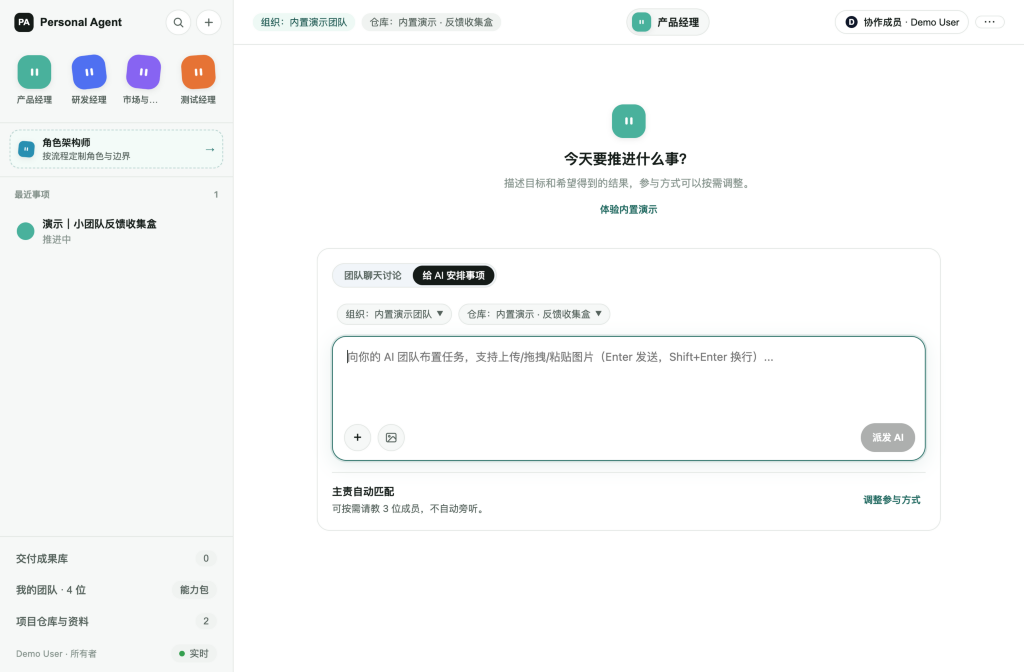 PA Personal Agent
产品经理 研发经理 市场与... 测试经理
角色架构师
按流程定制角色与边界
→
最近事项 1
演示丨小团队反馈收集盒
推进中
交付成果库 0
我的团队 · 4 位 能力包
项目仓库与资料 2
Demo User · 所有者 实时
组织：内置演示团队 仓库：内置演示 · 反馈收集盒
产品经理
D 协作成员 · Demo User ···
今天要推进什么事?
描述目标和希望得到的结果，参与方式可以按需调整。
体验内置演示
团队聊天讨论 给 AI 安排事项
组织：内置演示团队 ▼ 仓库：内置演示 · 反馈收集盒 ▼
向你的 AI 团队布置任务，支持上传/拖拽/粘贴图片（Enter 发送，Shift+Enter 换行）...
+ 派发 AI
主责自动匹配
可按需请教 3 位成员，不自动旁听。
调整参与方式